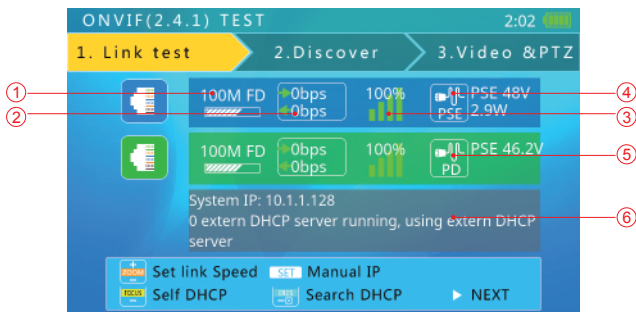 ONVIF(2.4.1) TEST 2:02
1. Link test 2.Discover 3.Video &PTZ
1 100M FD 0bps 100% PSE 48V 4
2 0bps PSE 2.9W 3
100M FD 0bps 100% PSE 46.2V 5
0bps PD
System IP: 10.1.1.128
0 extern DHCP server running, using extern DHCP 6
server
ZOOM Set link Speed SET Manual IP
FOCUS Self DHCP Search DHCP NEXT